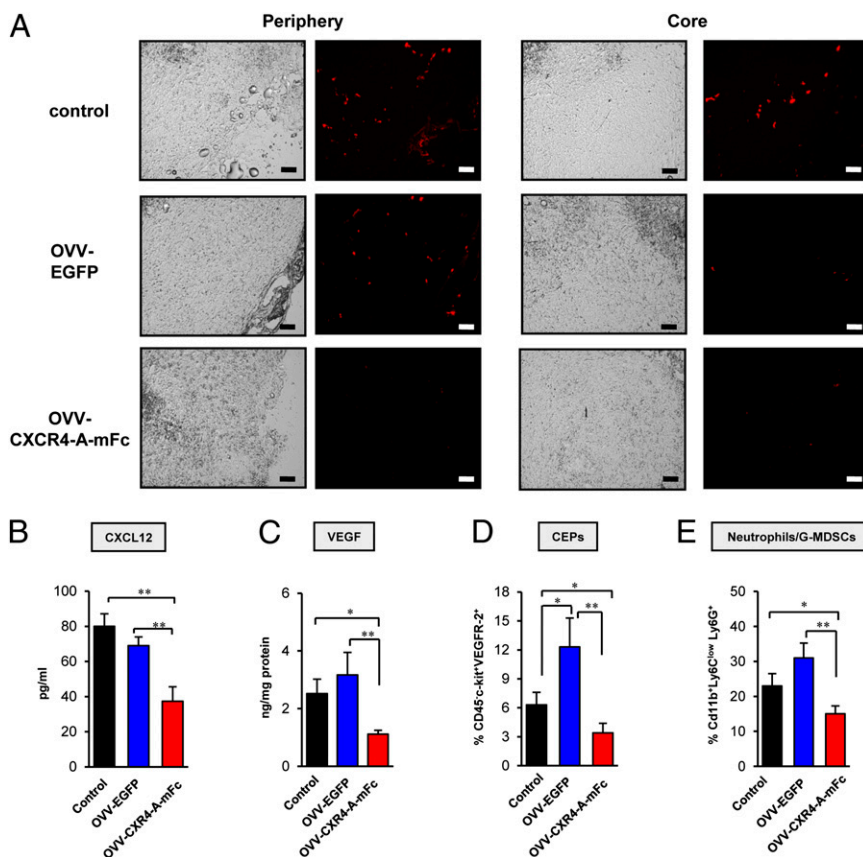 A
Periphery
Core
control
OVV-
EGFP
OVV-
CXCR4-A-mFc
B
CXCL12
C
VEGF
D
CEPs
E
Neutrophils/G-MDSCs
pg/ml
100
80
60
40
20
0
**
**
Control
OVV-EGFP
OVV-CXR4-A-mFc
ng/mg protein
6
4
2
0
*
**
Control
OVV-EGFP
OVV-CXR4-A-mFc
% CD45⁻c-kit⁺VEGFR-2⁺
18
15
12
9
6
3
0
*
*
**
Control
OVV-EGFP
OVV-CXR4-A-mFc
% Cd11b⁺Ly6Cˡᵒʷ Ly6G⁺
50
40
30
20
10
0
*
**
Control
OVV-EGFP
OVV-CXR4-A-mFc